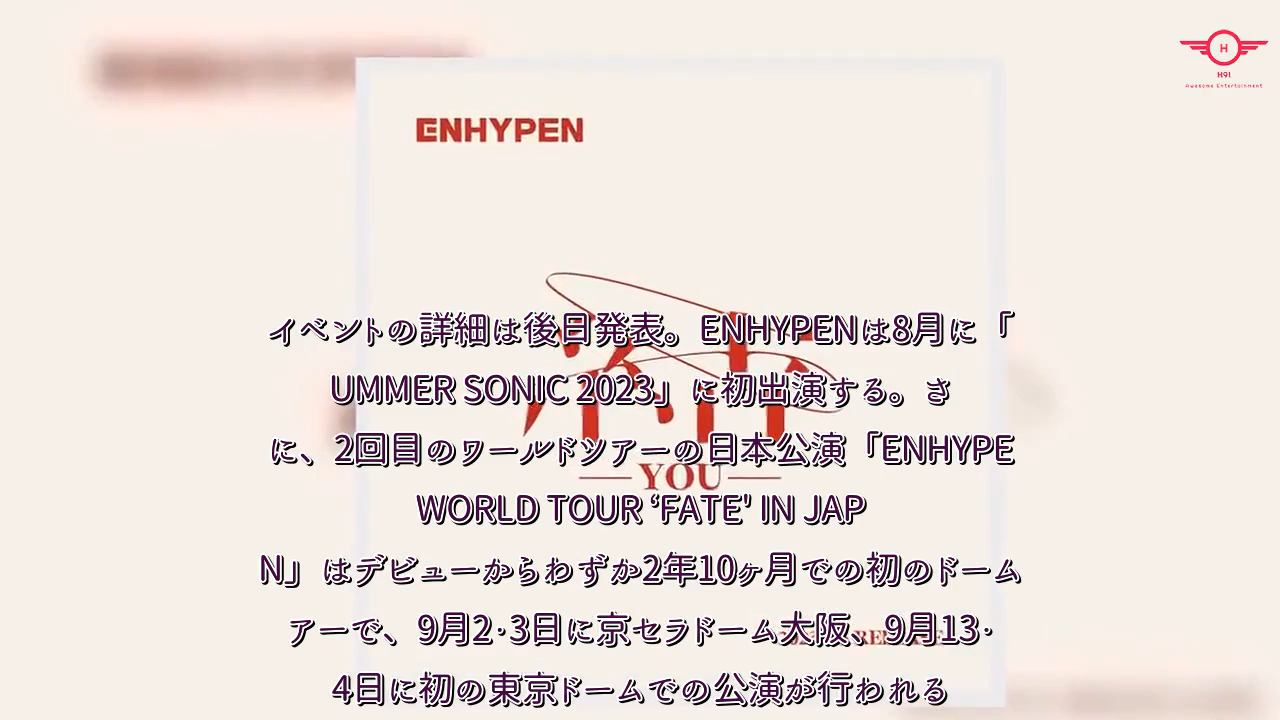 H
H91
Awesome Entertainment
ENHYPEN
イベントの詳細は後日発表。ENHYPENは8月に「
UMMER SONIC 2023」に初出演する。さ
に、2回目のワールドツアーの日本公演「ENHYPE
YOU
WORLD TOUR ‘FATE' IN JAP
N」はデビューからわずか2年10ヶ月での初のドーム
アーで、9月2·3日に京セラドーム大阪、9月13·
4日に初の東京ドームでの公演が行われる